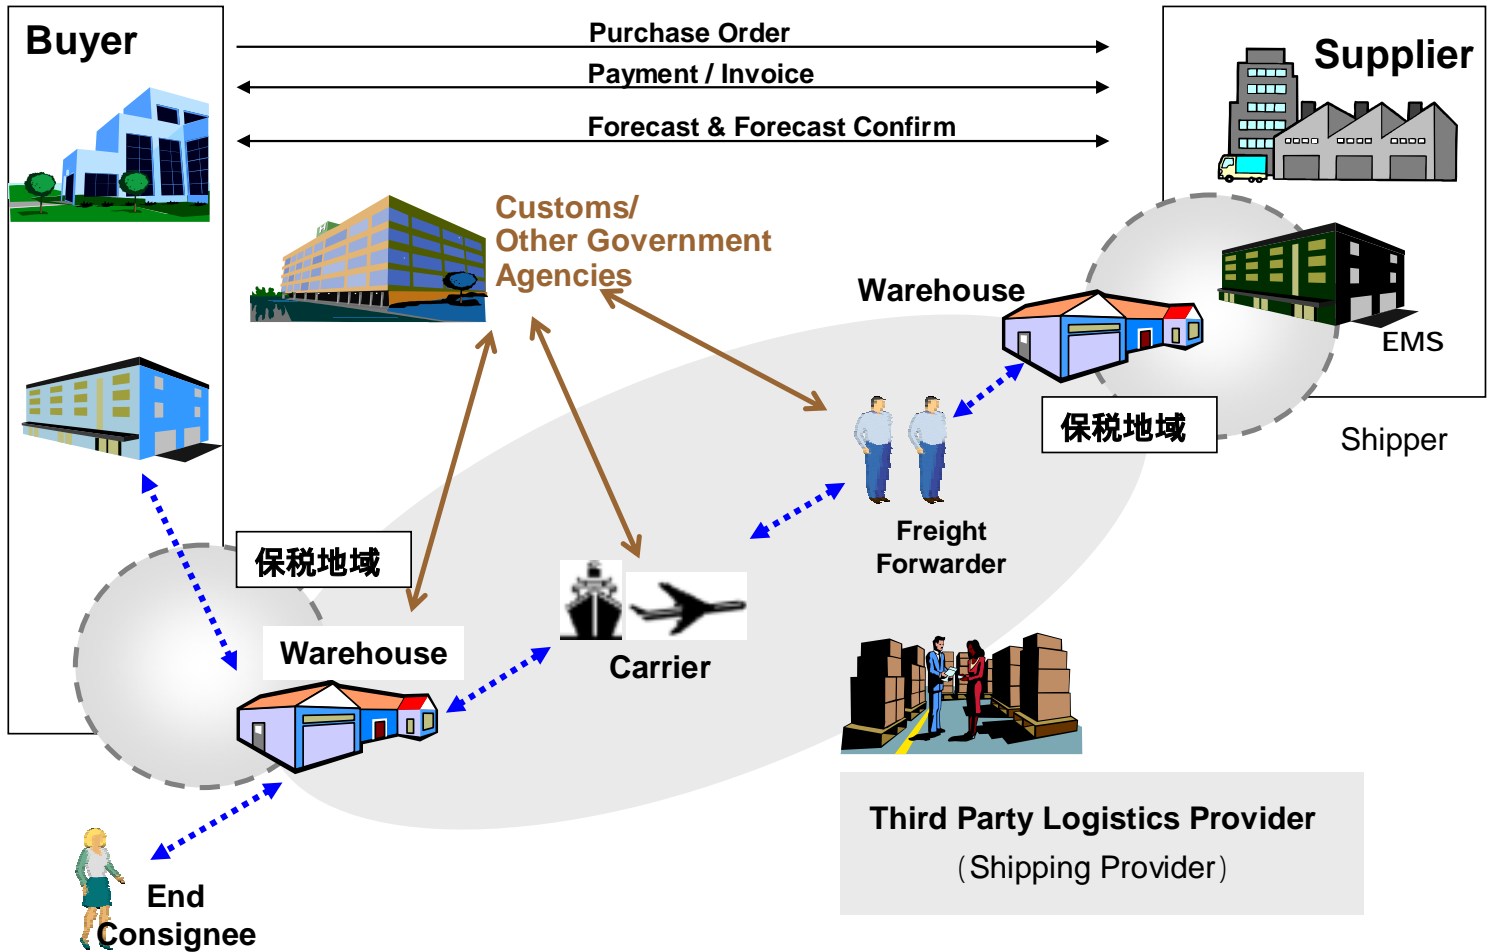 Buyer
Purchase Order
Payment / Invoice
Forecast & Forecast Confirm
Supplier
Customs/
Other Government
Agencies
Warehouse
EMS
保税地域
Shipper
Freight
Forwarder
保税地域
Warehouse
Carrier
Third Party Logistics Provider
(Shipping Provider)
End
Consignee